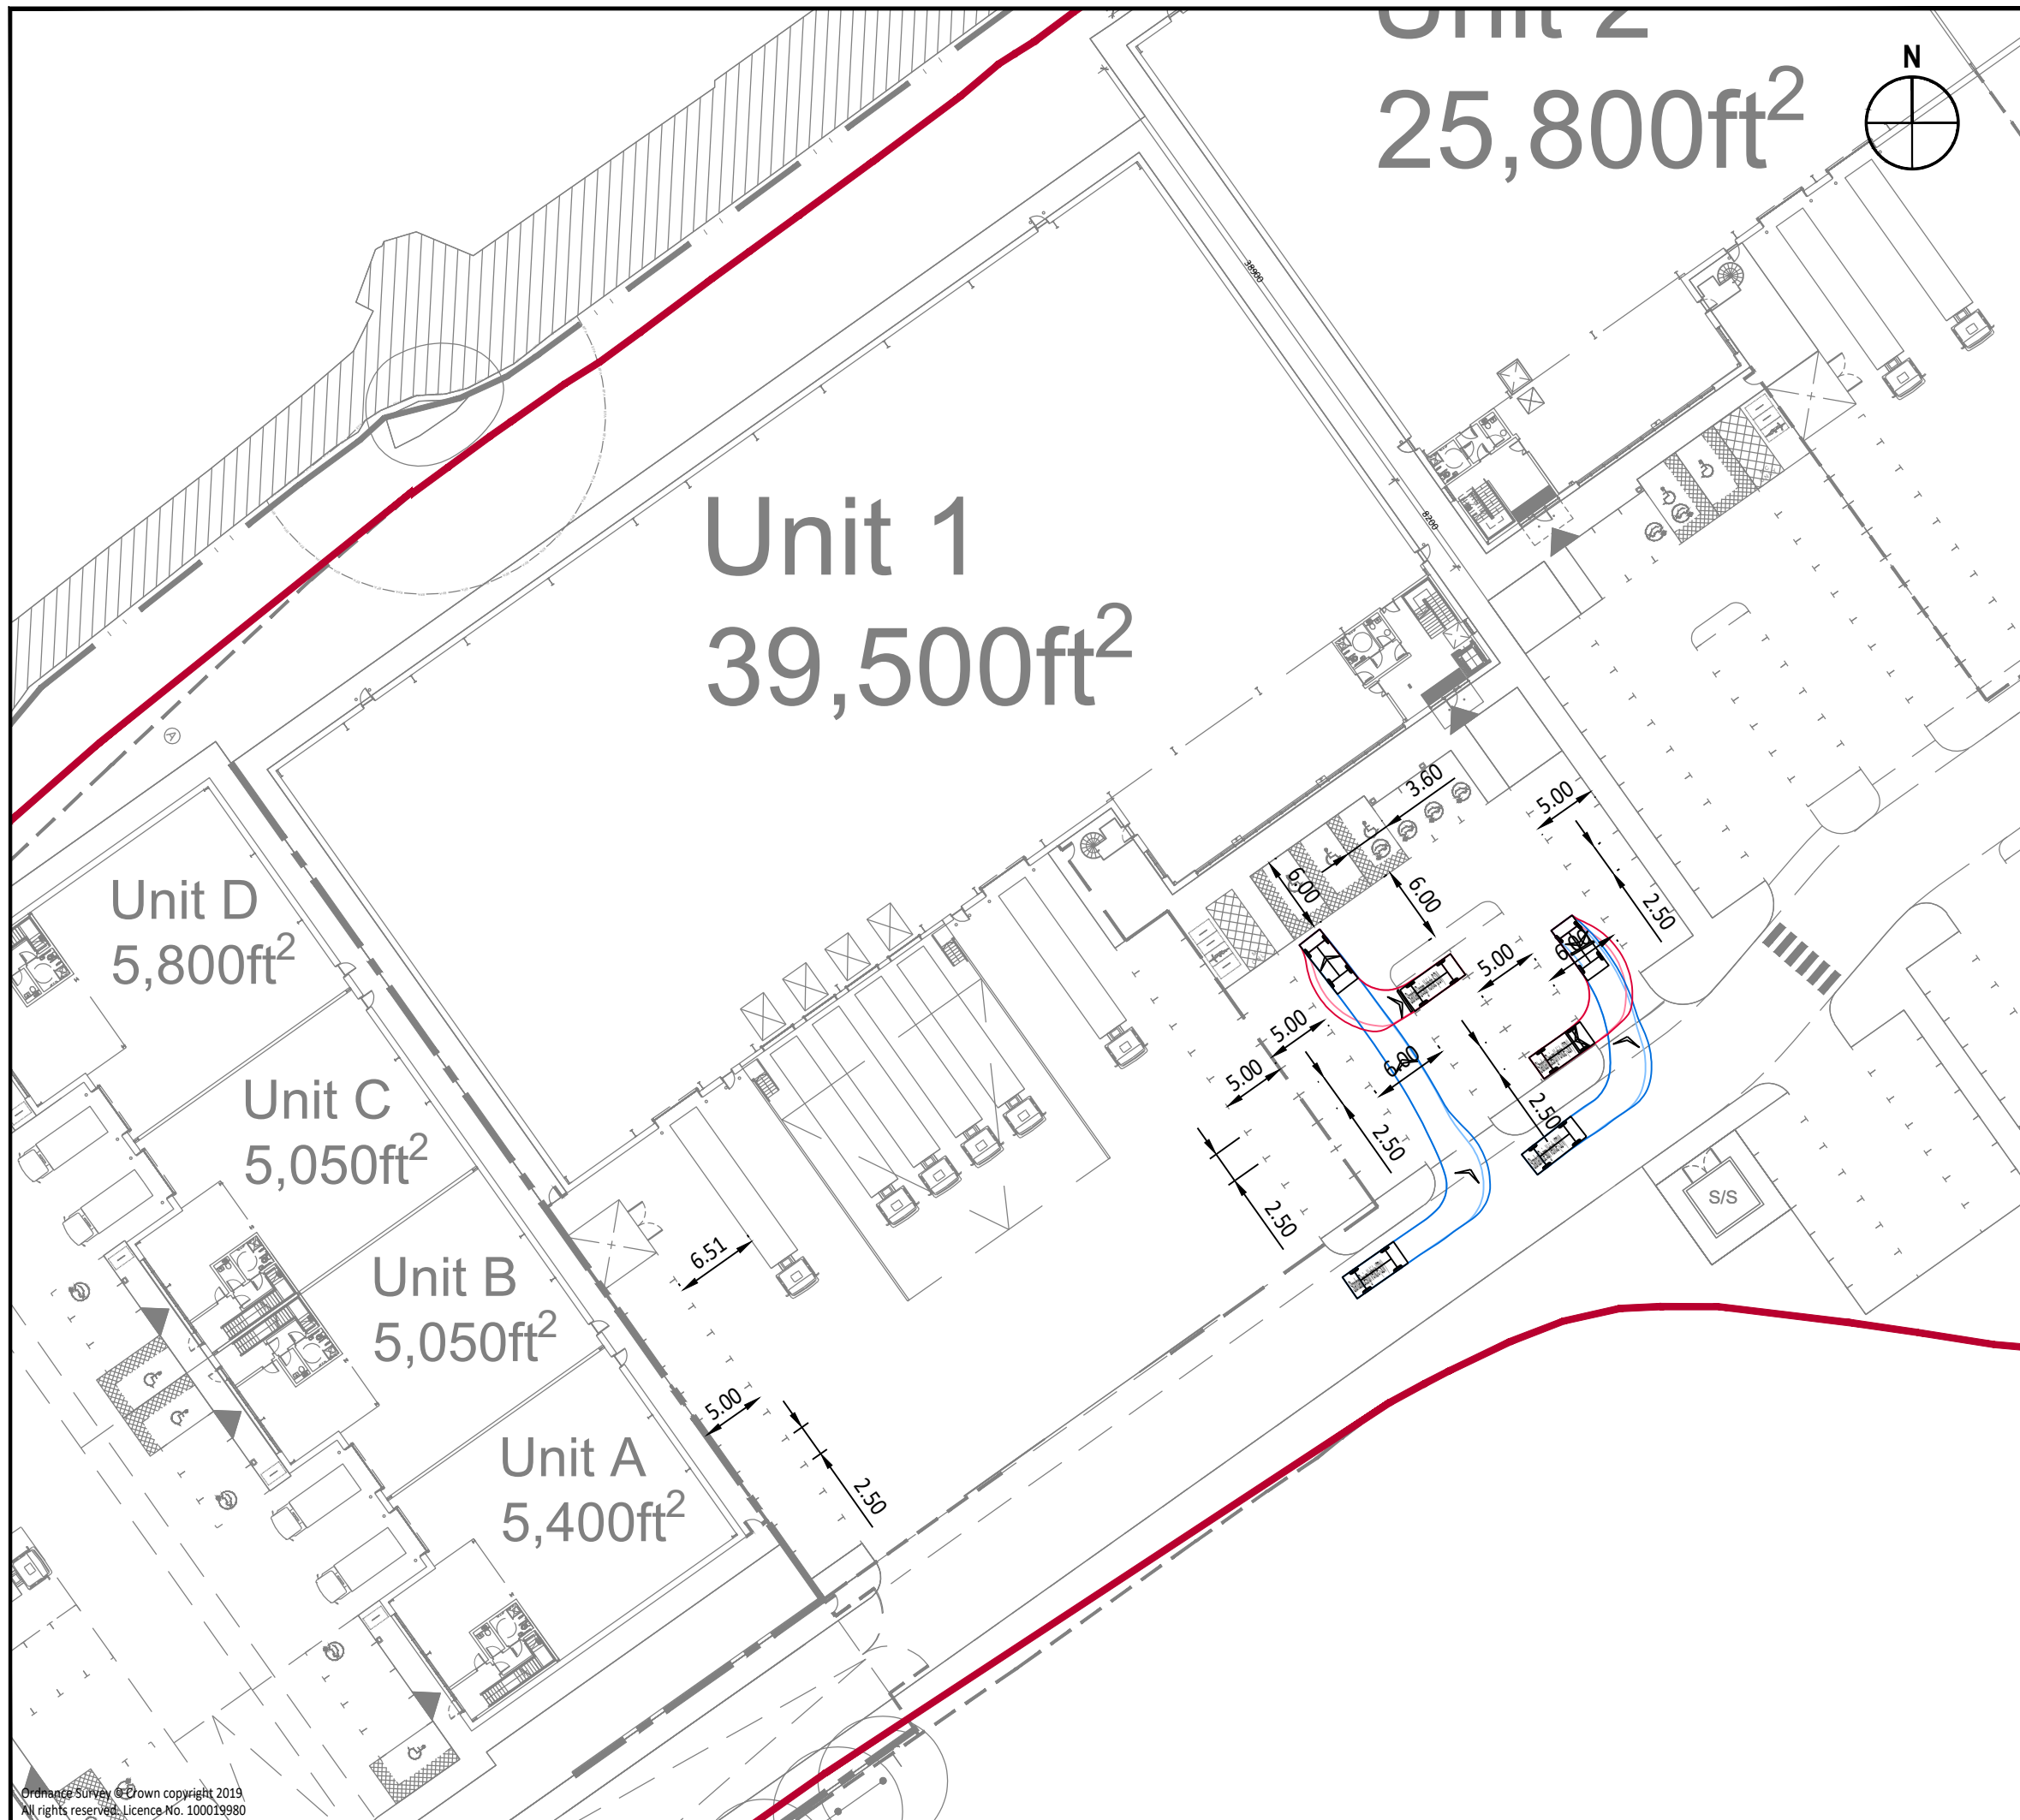 Unit 2
25,800ft2
N
38900
8200
Unit 1
39,500ft2
A
3.60
5.00
6.00
6.00
2.50
5.00
Unit D
5,800ft2
5.00
6.00
5.00
2.50
2.50
Unit C
5,050ft2
2.50
S/S
6.51
Unit B
5,050ft2
5.00
2.50
Unit A
5,400ft2
Ordnance Survey © Crown copyright 2019
All rights reserved. Licence No. 100019980